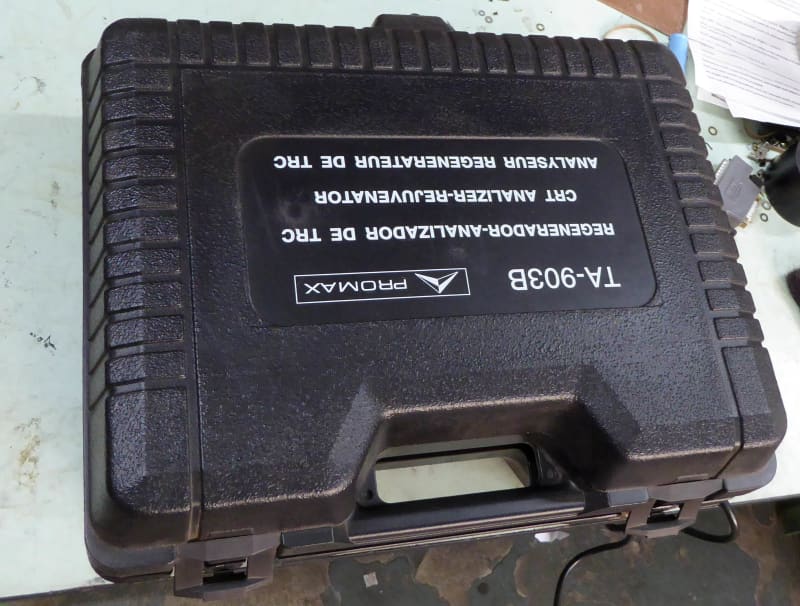 TA-903B PROMAX
REGENERADOR-ANALIZADOR DE TRC
CRT ANALIZER-REJUVENATOR
ANALYSEUR REGENERATEUR DE TRC